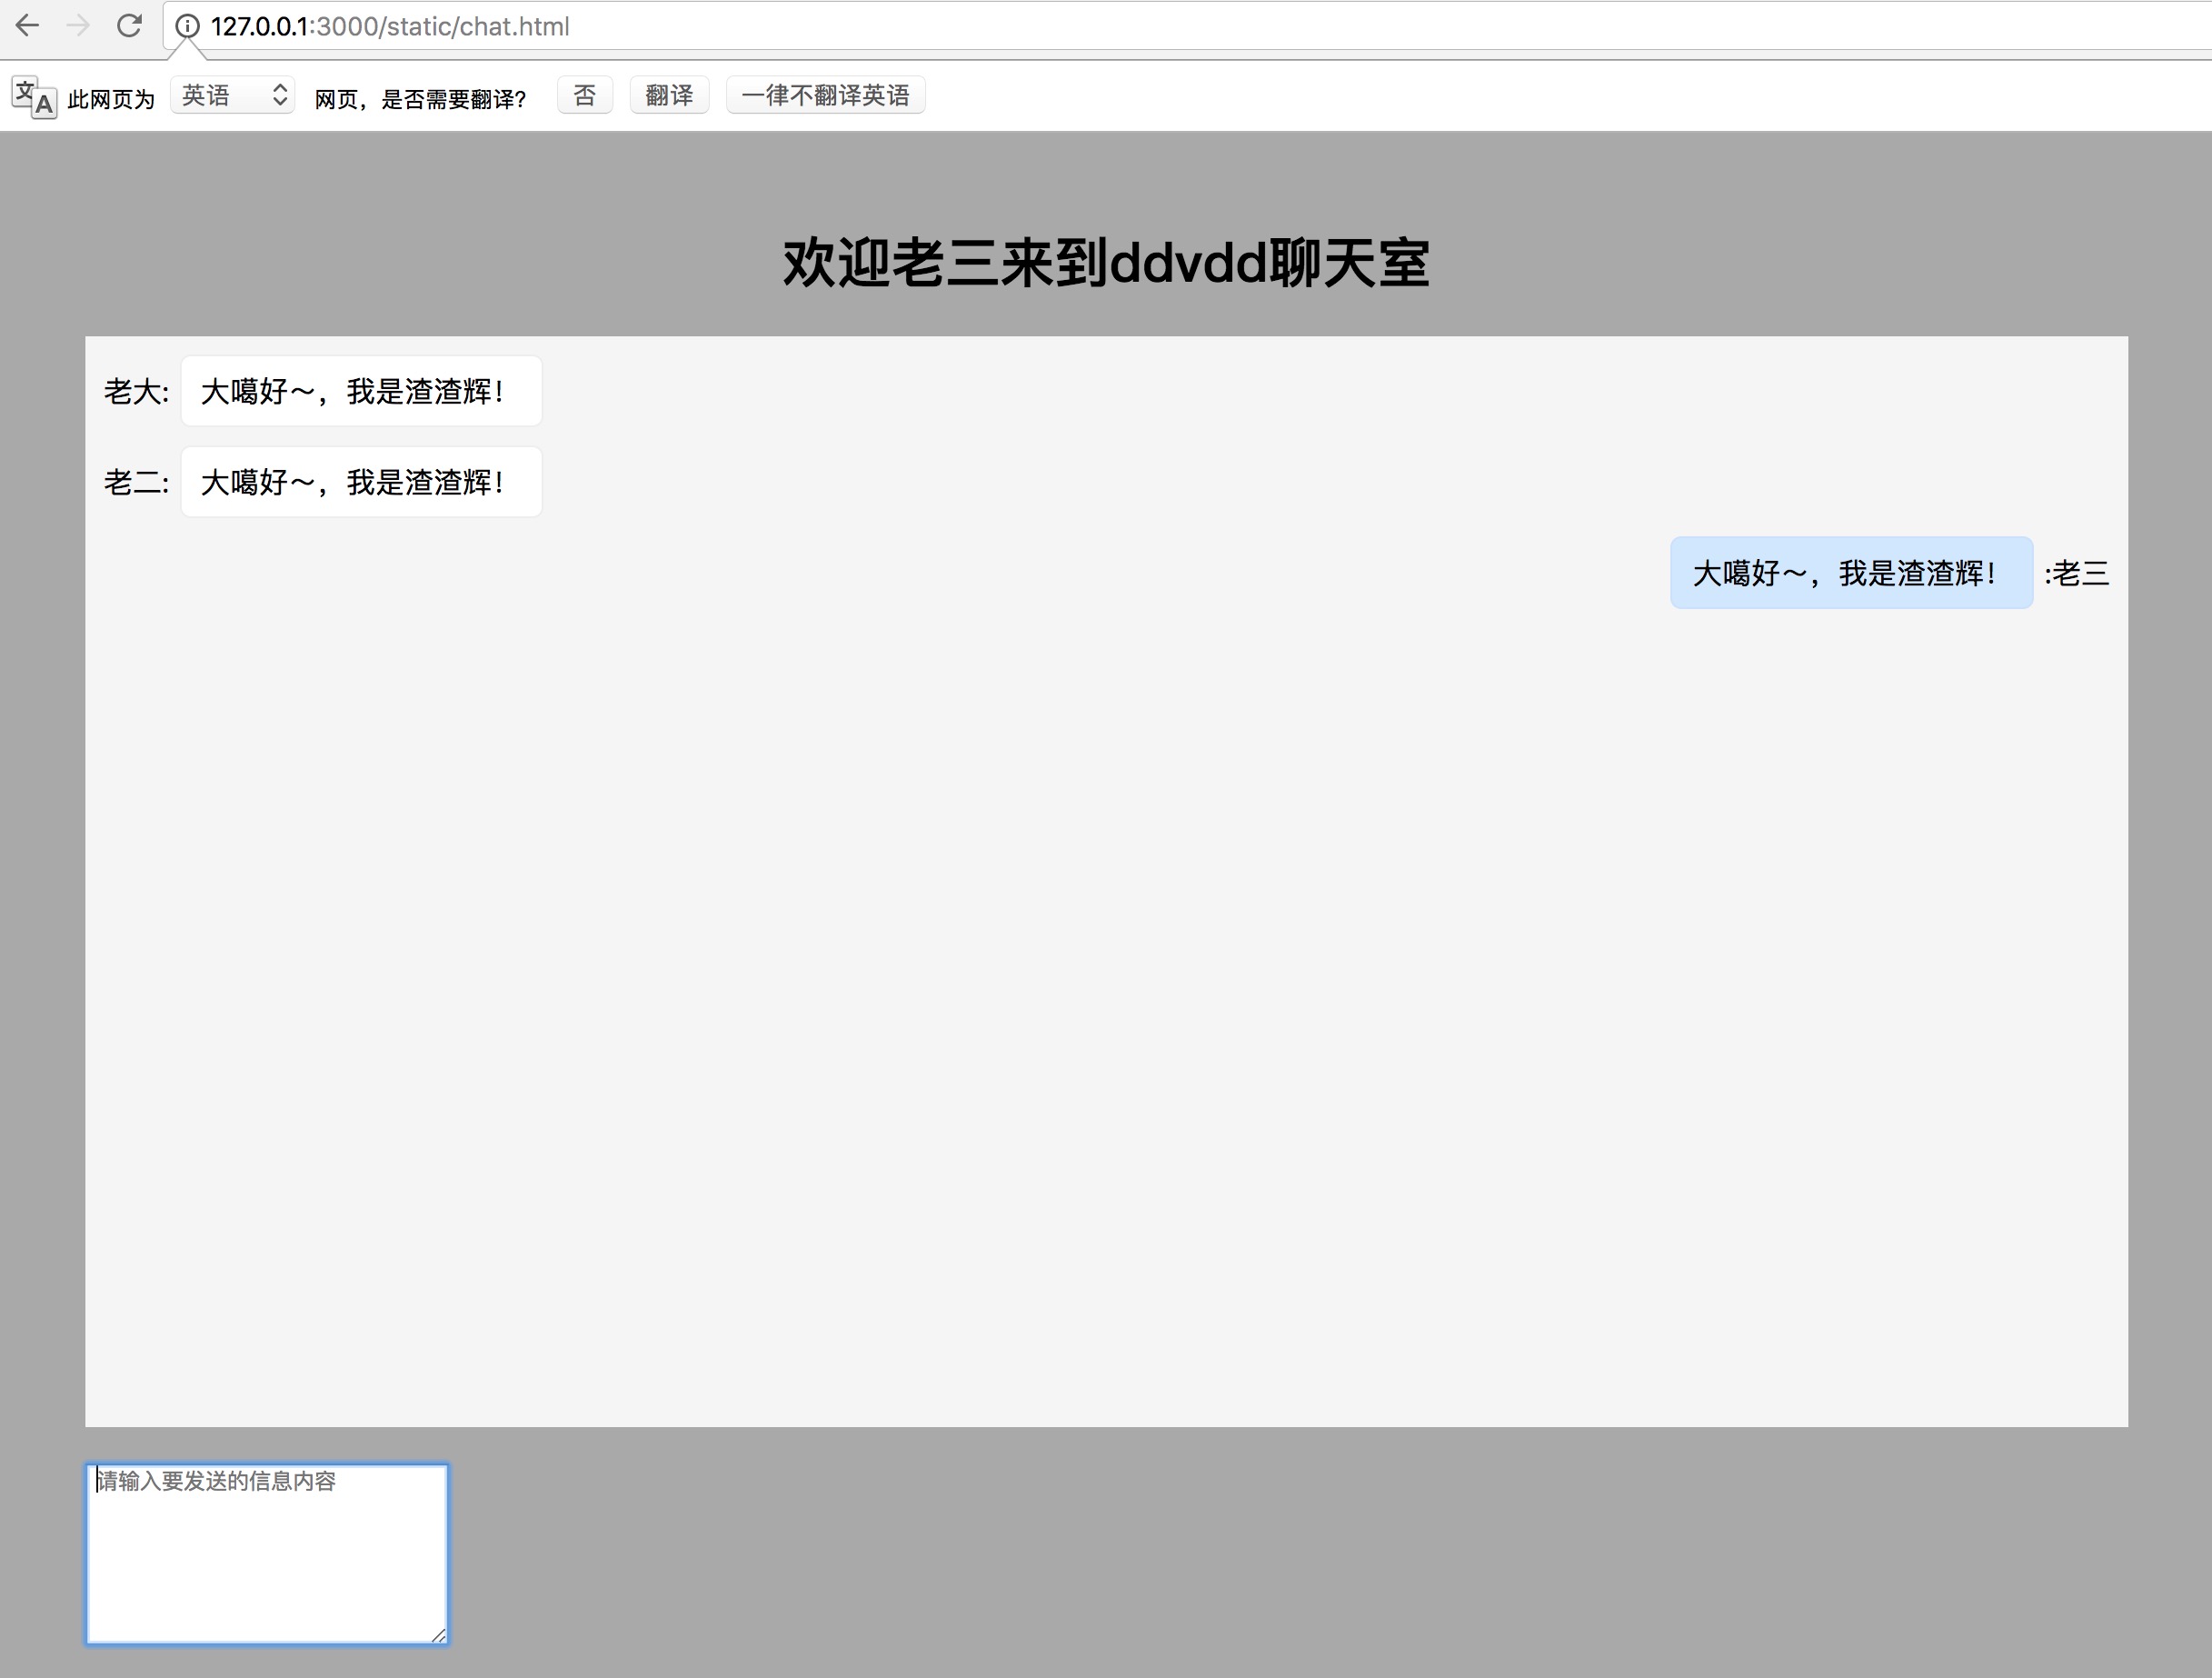 127.0.0.1:3000/static/chat.html
此网页为 英语 网页，是否需要翻译? 否 翻译 一律不翻译英语
欢迎老三来到ddvdd聊天室
老大: 大噶好～，我是渣渣辉！
老二: 大噶好～，我是渣渣辉！
大噶好～，我是渣渣辉！ :老三
请输入要发送的信息内容